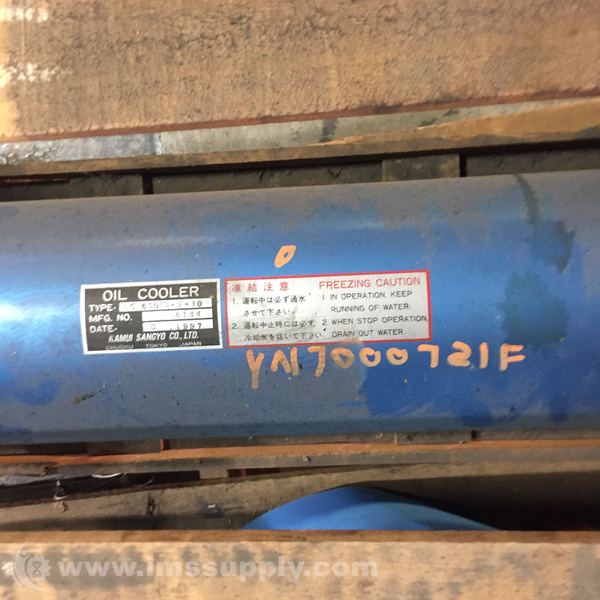 OIL COOLER
TYPE-
MFG. NO. 6144
DATE- 1997
KAMUI SANGYO CO., LTD.
CHUOKU TOKYO JAPAN
凍結注意
1. 運転中は必ず通水
させて下さい
2. 運転中止時には必ず
冷却水を抜いて下さい
FREEZING CAUTION
1. IN OPERATION, KEEP
RUNNING OF WATER.
2. WHEN STOP OPERATION,
DRAIN OUT WATER
O
YN7000721F
www.imssupply.com